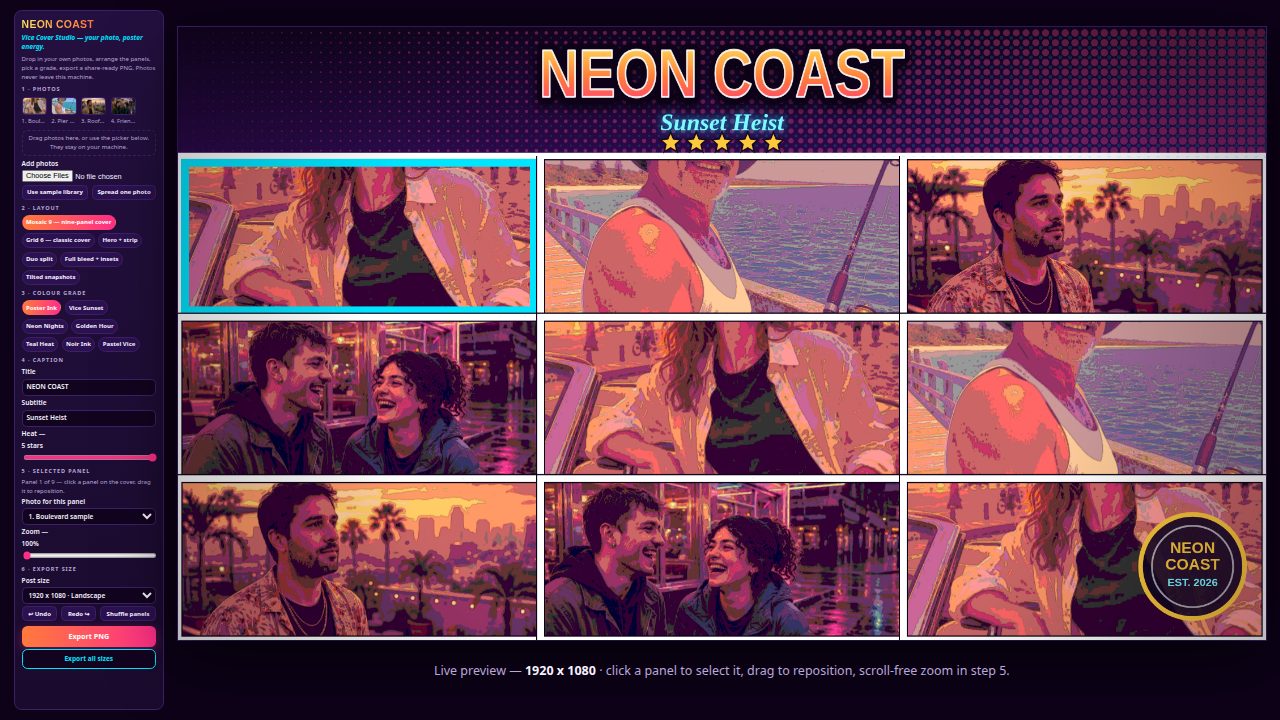 NEON COAST
Vice Cover Studio — your photo, poster
energy.
Drop in your own photos, arrange the panels,
pick a grade, export a share-ready PNG. Photos
never leave this machine.
1 · PHOTOS
1. Boul... 2. Pier ... 3. Roof... 4. Frien...
Drag photos here, or use the picker below.
They stay on your machine.
Add photos
Choose Files No file chosen
Use sample library Spread one photo
2 · LAYOUT
Mosaic 9 — nine-panel cover
Grid 6 — classic cover Hero + strip
Duo split Full bleed + insets
Tilted snapshots
3 · COLOUR GRADE
Poster Ink Vice Sunset
Neon Nights Golden Hour
Teal Heat Noir Ink Pastel Vice
4 · CAPTION
Title
NEON COAST
Subtitle
Sunset Heist
Heat —
5 stars
5 · SELECTED PANEL
Panel 1 of 9 — click a panel on the cover, drag
it to reposition.
Photo for this panel
1. Boulevard sample
Zoom —
100%
6 · EXPORT SIZE
Post size
1920 x 1080 · Landscape
↩ Undo Redo ↪ Shuffle panels
Export PNG
Export all sizes
NEON COAST
Sunset Heist
NEON
COAST
EST. 2026
Live preview — 1920 x 1080 · click a panel to select it, drag to reposition, scroll-free zoom in step 5.